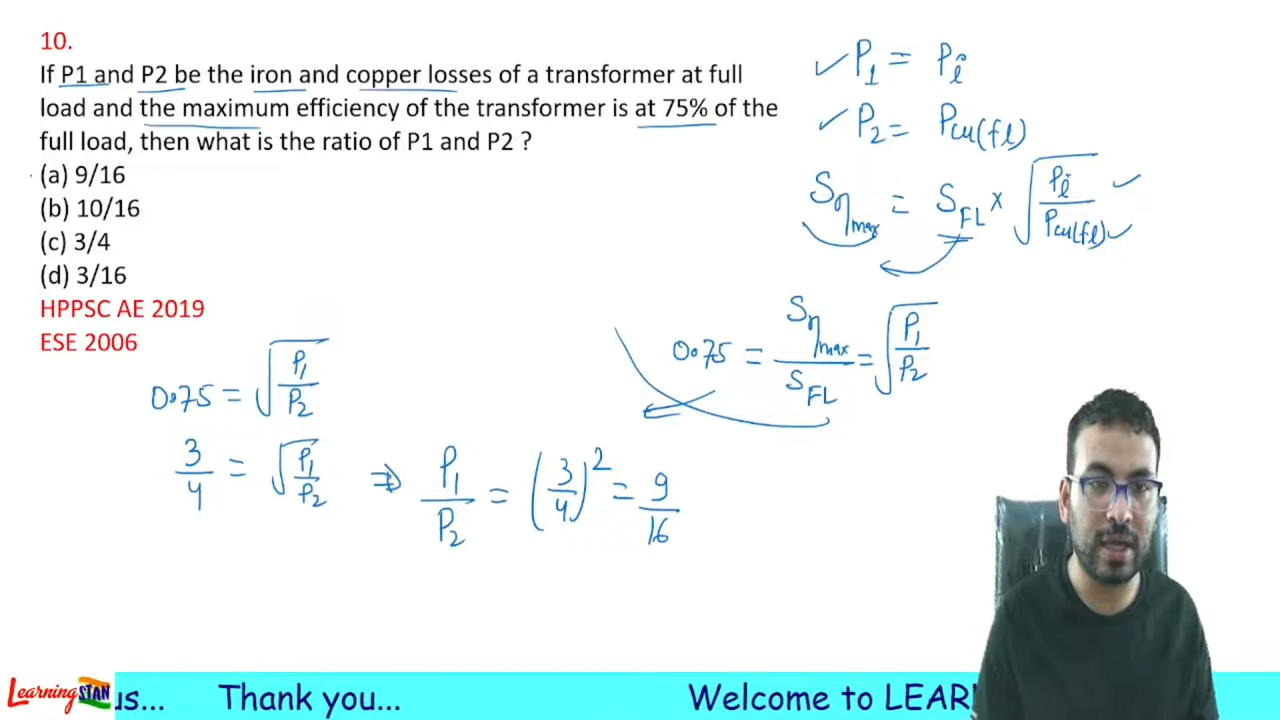 10.
If P1 and P2 be the iron and copper losses of a transformer at full
load and the maximum efficiency of the transformer is at 75% of the
full load, then what is the ratio of P1 and P2 ?
(a) 9/16
(b) 10/16
(c) 3/4
(d) 3/16
HPPSC AE 2019
ESE 2006
✓P₁ = Pi
✓P₂ = Pcu(fl)
Sηmax = SFL × √(Pi/Pcu(fl))
0.75 = Sηmax/SFL = √(P₁/P₂)
0.75 = √(P₁/P₂)
3/4 = √(P₁/P₂) ⇒ P₁/P₂ = (3/4)² = 9/16
LearningSTAN
us... Thank you... Welcome to LEAR